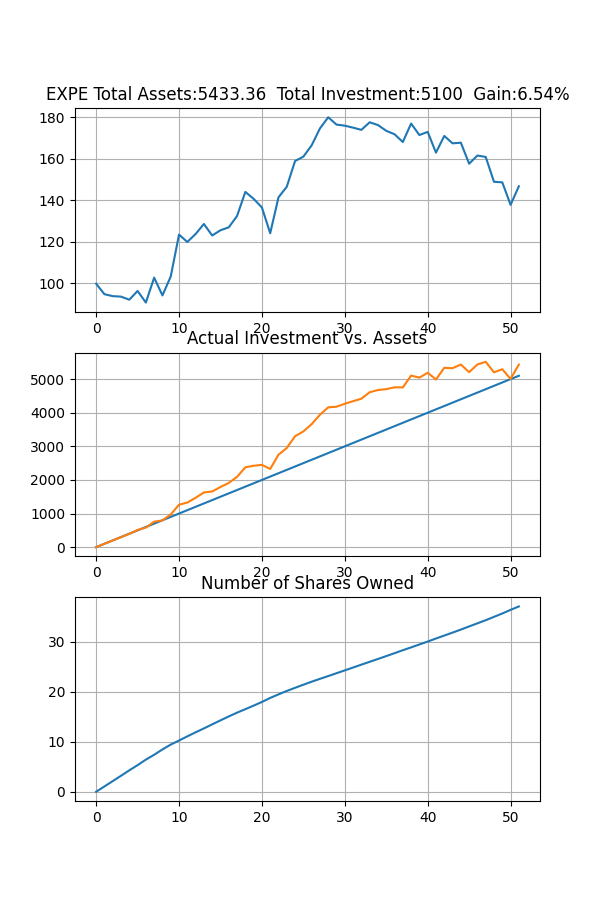 EXPE Total Assets:5433.36  Total Investment:5100  Gain:6.54%
180
160
140
120
100
0 10 20 30 40 50
Actual Investment vs. Assets
5000
4000
3000
2000
1000
0
0 10 20 30 40 50
Number of Shares Owned
30
20
10
0
0 10 20 30 40 50